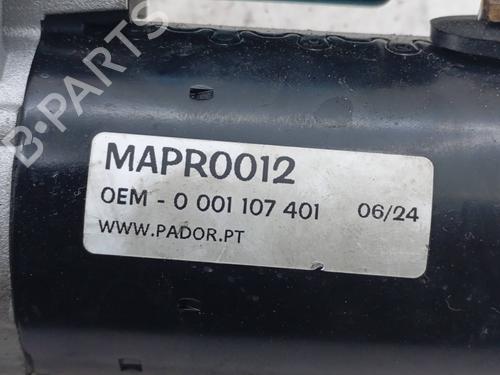 MAPR0012
OEM - 0 001 107 401 06/24
WWW.PADOR.PT
B-PARTS